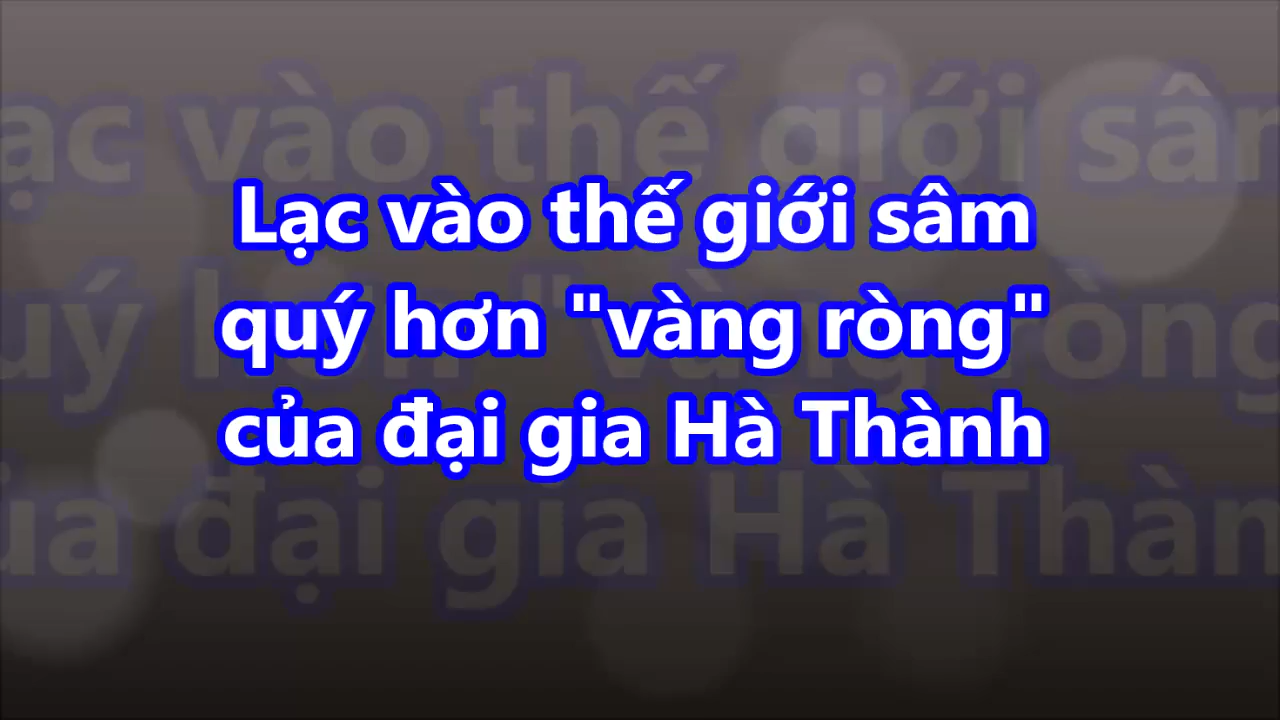 Lạc vào thế giới sâm
quý hơn "vàng ròng"
của đại gia Hà Thành